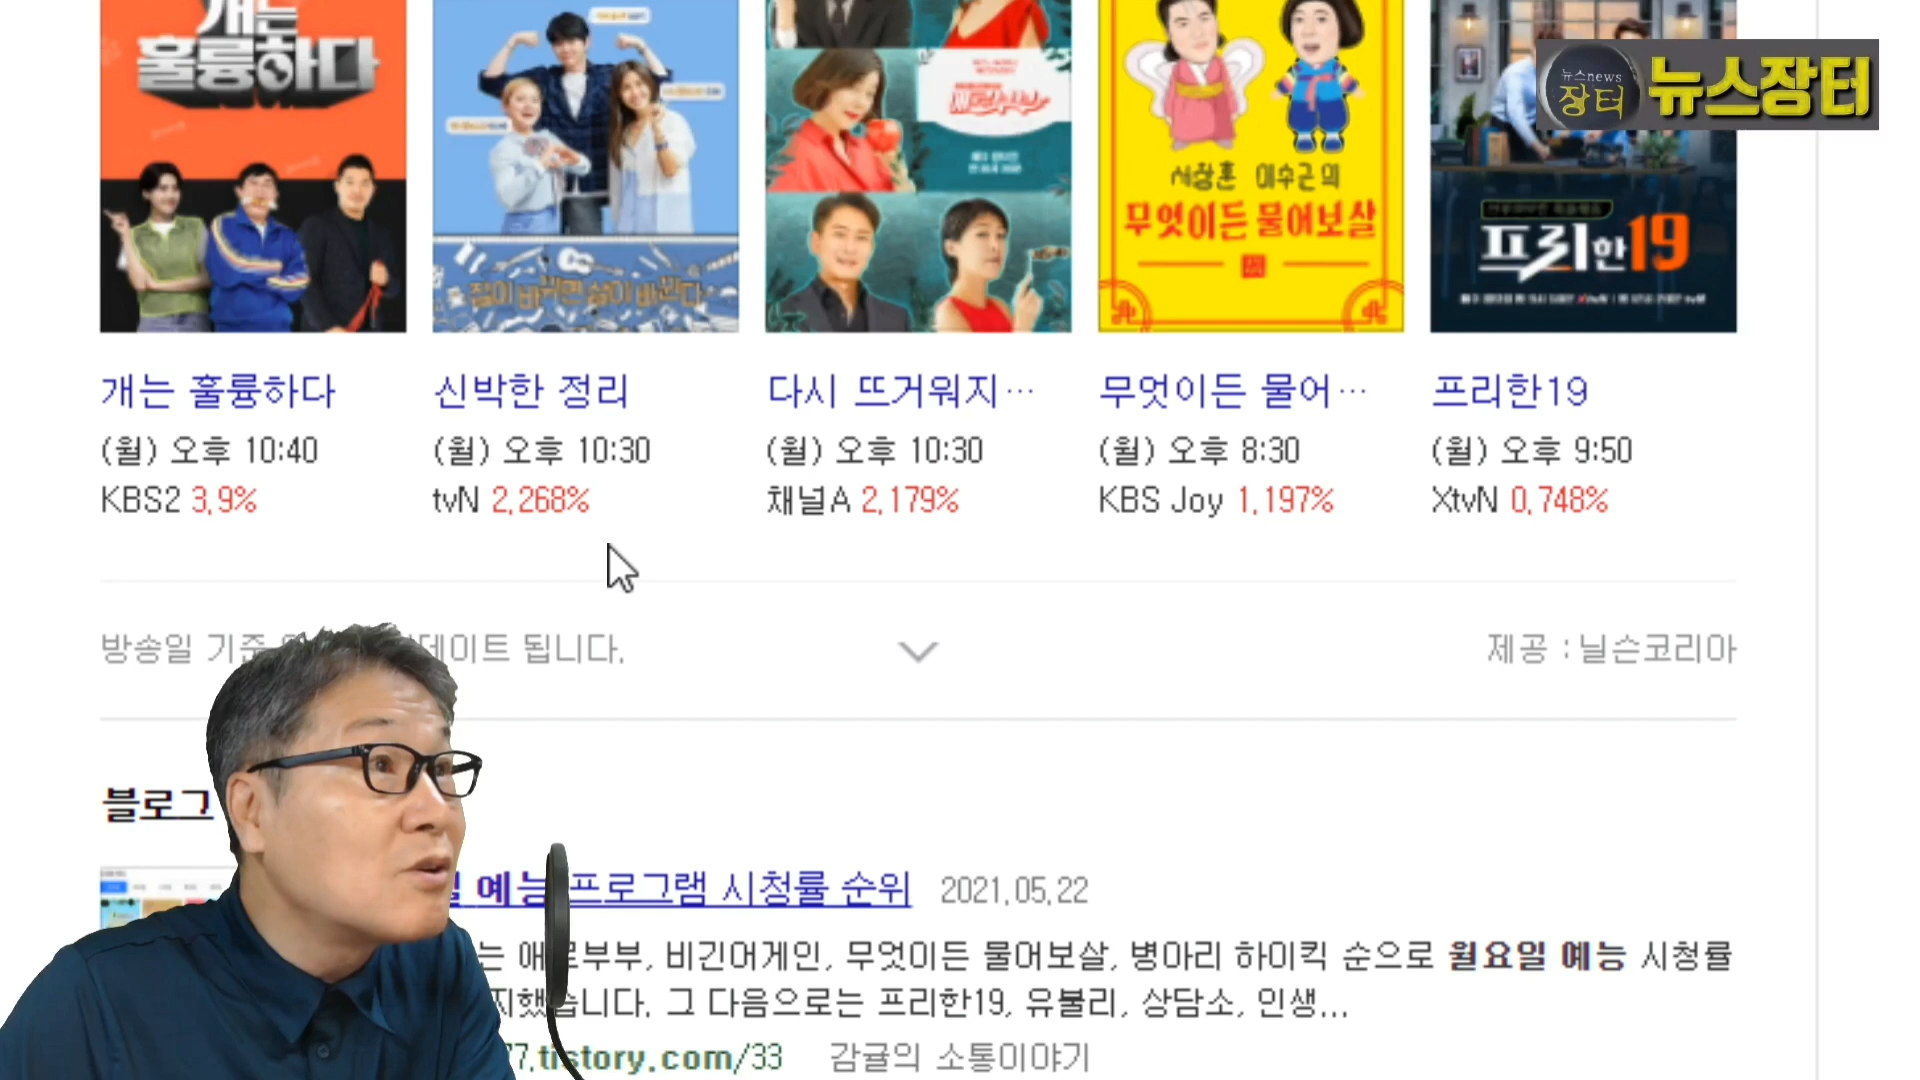 개는
훌륭하다
뉴스news
장터
뉴스장터
서장훈 이수근의
무엇이든 물어보살
프리한19
집이 바뀌면 삶이 바뀐다
개는 훌륭하다
(월) 오후 10:40
KBS2 3.9%
신박한 정리
(월) 오후 10:30
tvN 2.268%
다시 뜨거워지…
(월) 오후 10:30
채널A 2.179%
무엇이든 물어…
(월) 오후 8:30
KBS Joy 1.197%
프리한19
(월) 오후 9:50
XtvN 0.748%
방송일 기준 데이트 됩니다.
제공 : 닐슨코리아
블로그
예능 프로그램 시청률 순위 2021.05.22
는 애로부부, 비긴어게인, 무엇이든 물어보살, 병아리 하이킥 순으로 월요일 예능 시청률
지했습니다. 그 다음으로는 프리한19, 유불리, 상담소, 인생...
77.tistory.com/33 감귤의 소통이야기